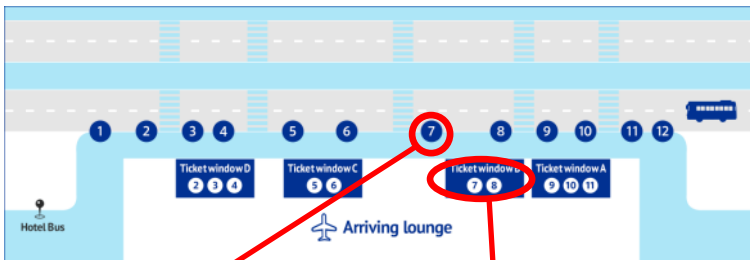 1 2 3 4 5 6 7 8 9 10 11 12
Ticket window D
2 3 4
Ticket window C
5 6
Ticket window B
7 8
Ticket window A
9 10 11
Hotel Bus
Arriving lounge